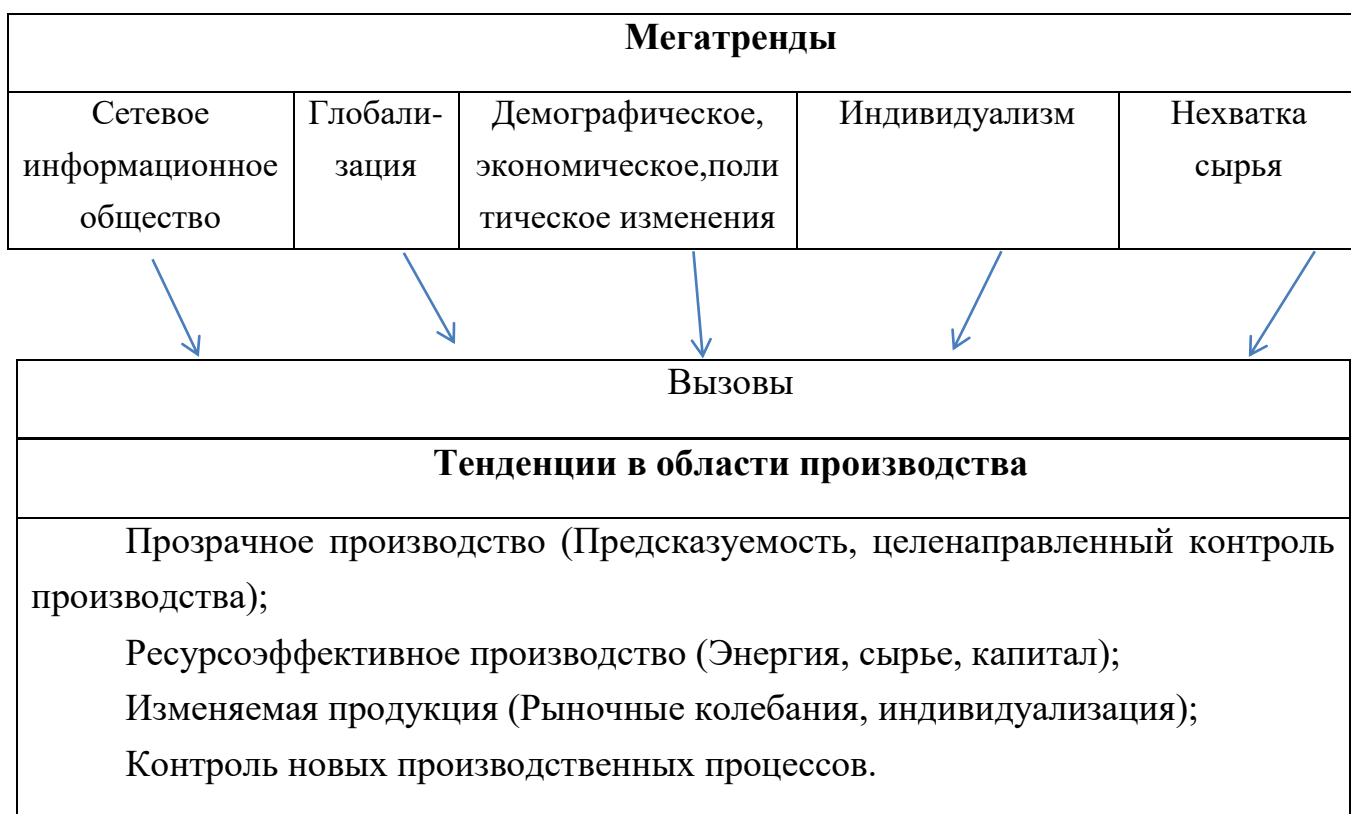 Мегатренды
Сетевое
информационное
общество
Глобали-
зация
Демографическое,
экономическое,поли
тическое изменения
Индивидуализм
Нехватка
сырья
Вызовы
Тенденции в области производства
Прозрачное производство (Предсказуемость, целенаправленный контроль
производства);
Ресурсоэффективное производство (Энергия, сырье, капитал);
Изменяемая продукция (Рыночные колебания, индивидуализация);
Контроль новых производственных процессов.